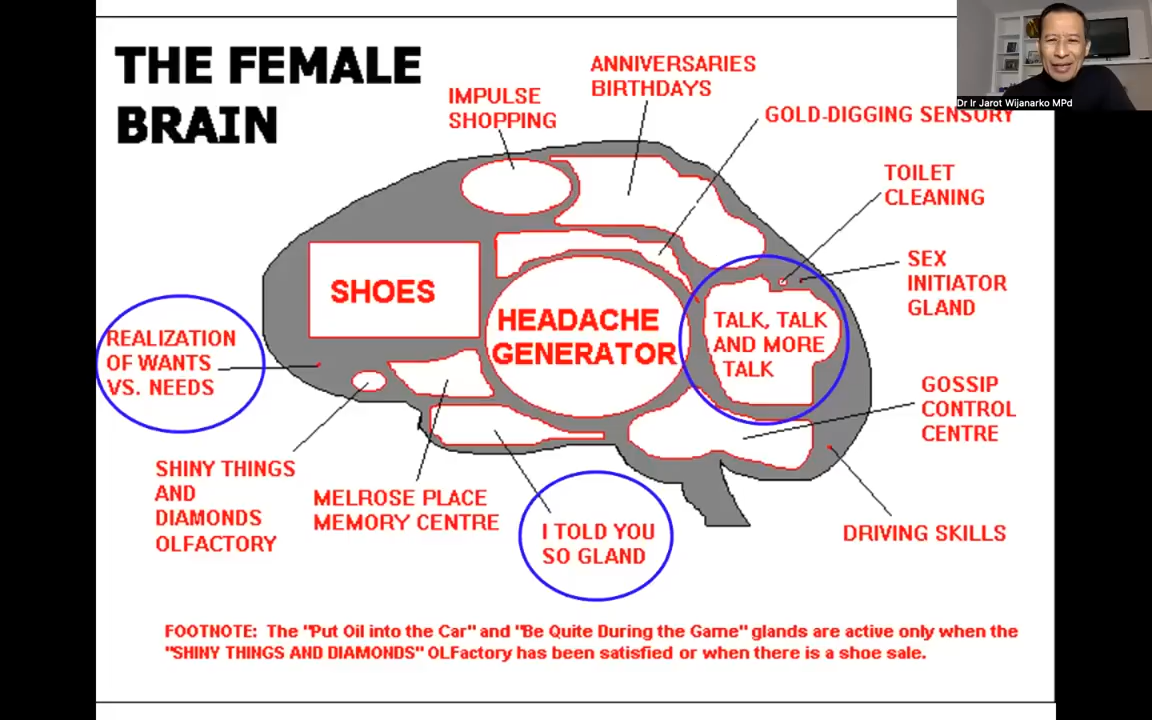 THE FEMALE
BRAIN
Dr Ir Jarot Wijanarko MPd
IMPULSE
SHOPPING
ANNIVERSARIES
BIRTHDAYS
GOLD-DIGGING SENSORY
TOILET
CLEANING
SEX
INITIATOR
GLAND
SHOES
HEADACHE
GENERATOR
TALK, TALK
AND MORE
TALK
REALIZATION
OF WANTS
VS. NEEDS
GOSSIP
CONTROL
CENTRE
SHINY THINGS
AND
DIAMONDS
OLFACTORY
MELROSE PLACE
MEMORY CENTRE
I TOLD YOU
SO GLAND
DRIVING SKILLS
FOOTNOTE: The "Put Oil into the Car" and "Be Quite During the Game" glands are active only when the
"SHINY THINGS AND DIAMONDS" OLFactory has been satisfied or when there is a shoe sale.